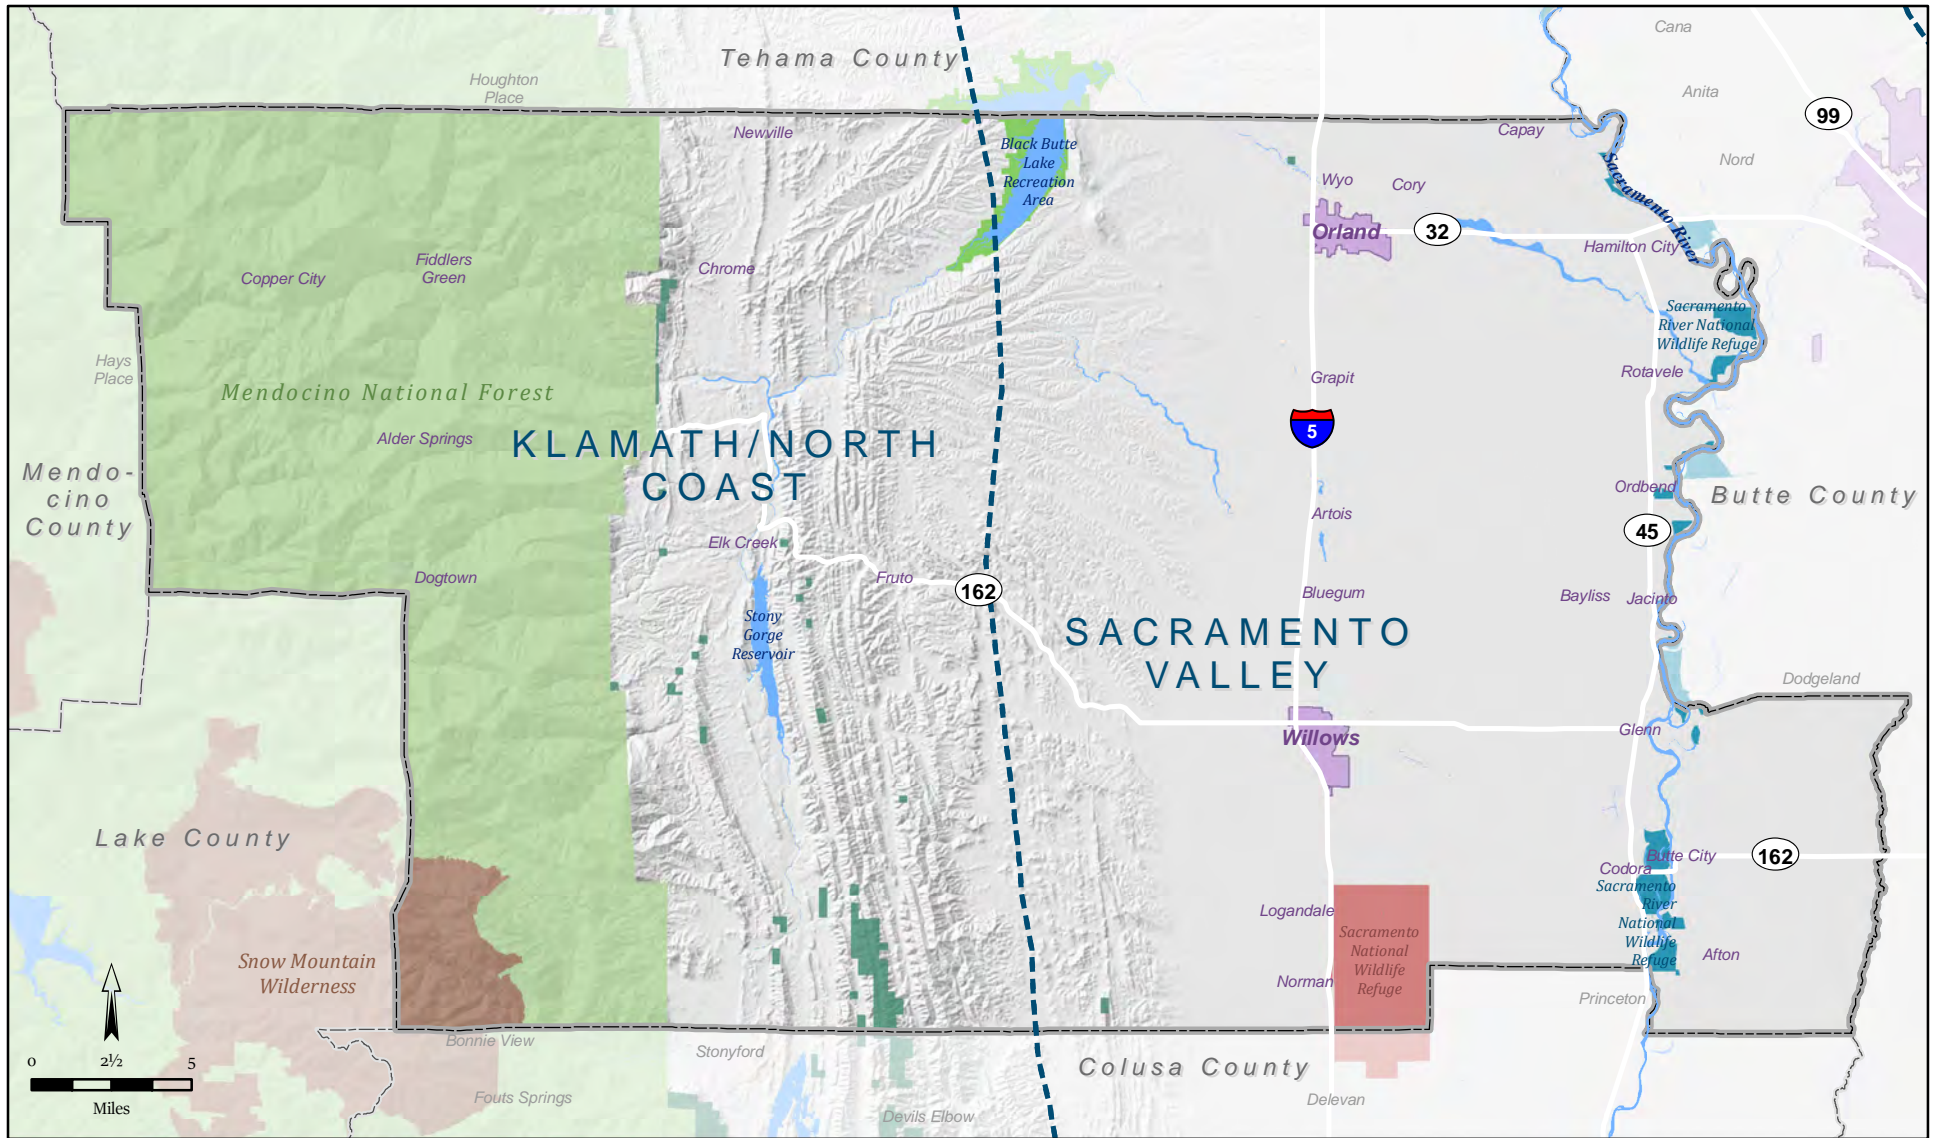 Cana
Tehama County
Houghton
Place
Anita
99
Newville
Capay
Black Butte
Lake
Recreation
Area
Nord
Sacramento River
Wyo
Cory
Orland
32
Hamilton City
Fiddlers
Green
Copper City
Chrome
Sacramento
River National
Wildlife Refuge
Hays
Place
Rotavele
Grapit
Mendocino National Forest
Alder Springs
5
KLAMATH/NORTH
COAST
Mendo-
cino
County
Ordbend
Butte County
Artois
45
Elk Creek
Dogtown
Fruto
162
Bluegum
Bayliss
Jacinto
Stony
Gorge
Reservoir
SACRAMENTO
VALLEY
Dodgeland
Glenn
Willows
Lake County
Butte City
162
Codora
Sacramento
River
National
Wildlife
Refuge
Logandale
Sacramento
National
Wildlife
Refuge
Afton
Snow Mountain
Wilderness
Norman
Princeton
Bonnie View
Stonyford
Colusa County
0 2½ 5
Miles
Fouts Springs
Devils Elbow
Delevan